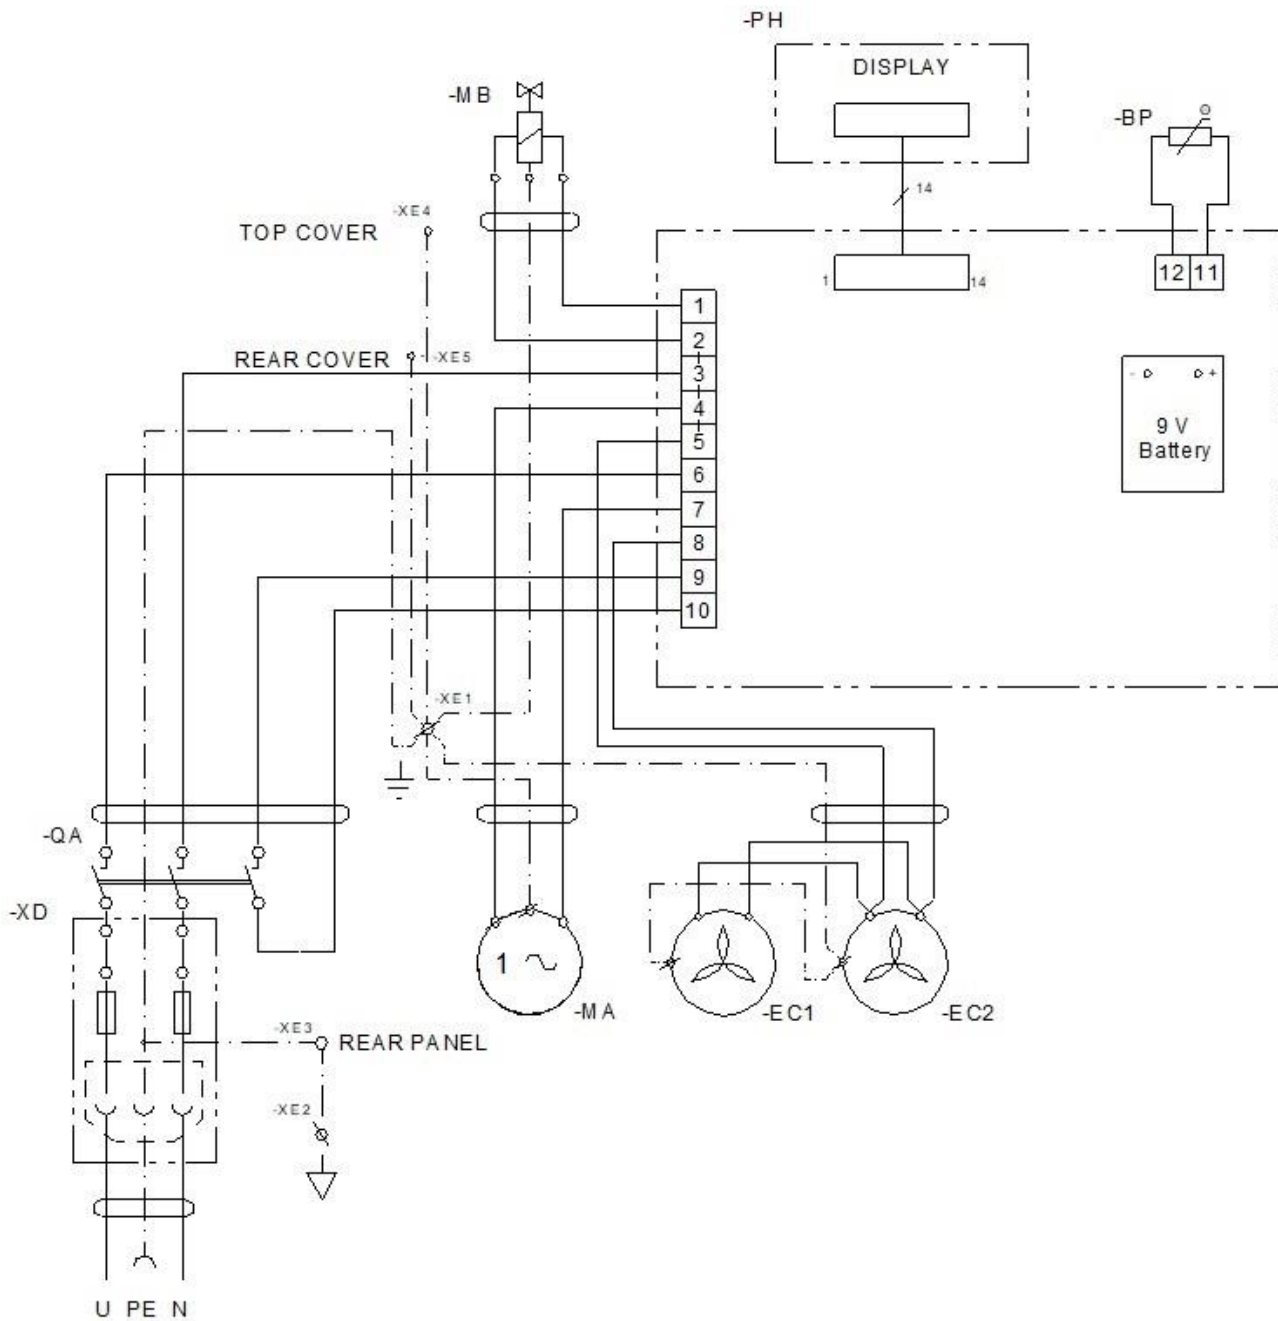 -PH
DISPLAY
-MB
-BP
14
-XE4
TOP COVER
12 11
1
14
1
2
REAR COVER
-XE5
3
4
- +
5
9 V
Battery
6
7
8
9
10
-XE1
-QA
-XD
1
-MA
-EC1
-EC2
-XE3
REAR PANEL
-XE2
U PE N